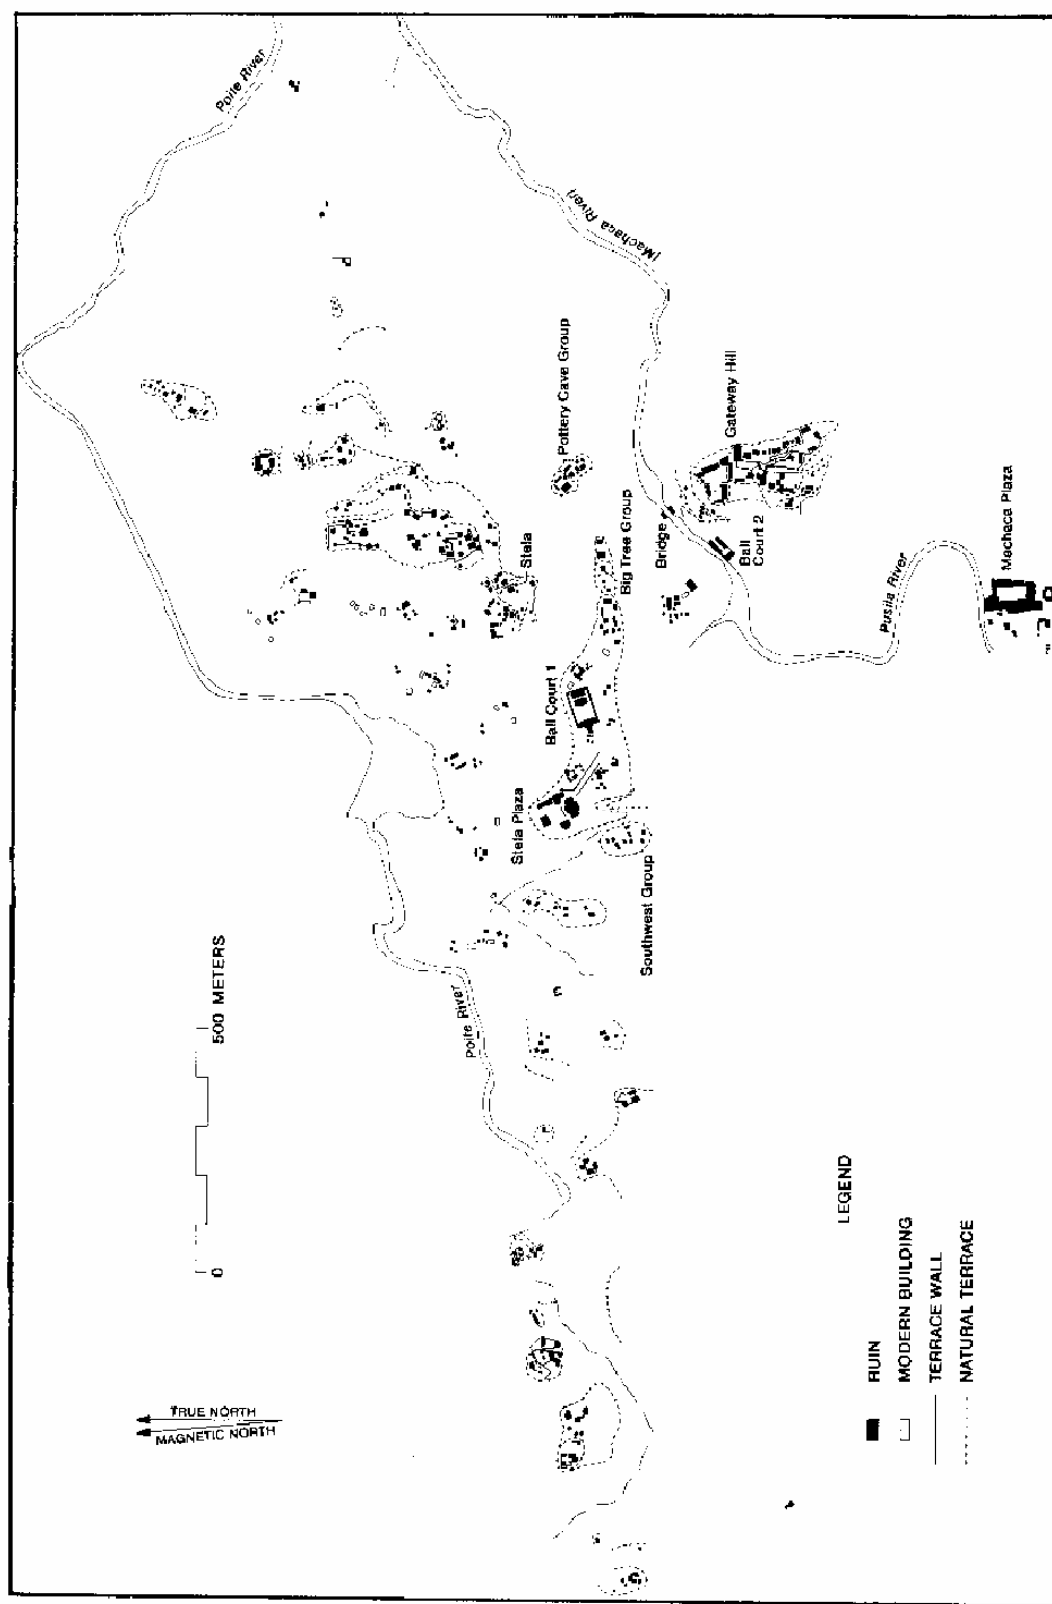 Poite River
(Machaca River)
Pottery Cave Group
Gateway Hill
Stela
Big Tree Group
Bridge
Ball
Court 2
Machaca Plaza
Pusila River
Ball Court 1
Stela Plaza
Southwest Group
Poite River
0
500 METERS
TRUE NORTH
MAGNETIC NORTH
LEGEND
RUIN
MODERN BUILDING
TERRACE WALL
NATURAL TERRACE